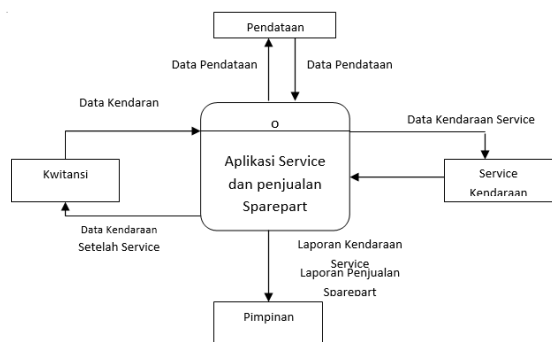 Pendataan
Data Pendataan
Data Pendataan
Data Kendaran
Data Kendaraan Service
O
Aplikasi Service
dan penjualan
Sparepart
Kwitansi
Service
Kendaraan
Data Kendaraan
Setelah Service
Laporan Kendaraan
Service
Laporan Penjualan
Sparepart
Pimpinan